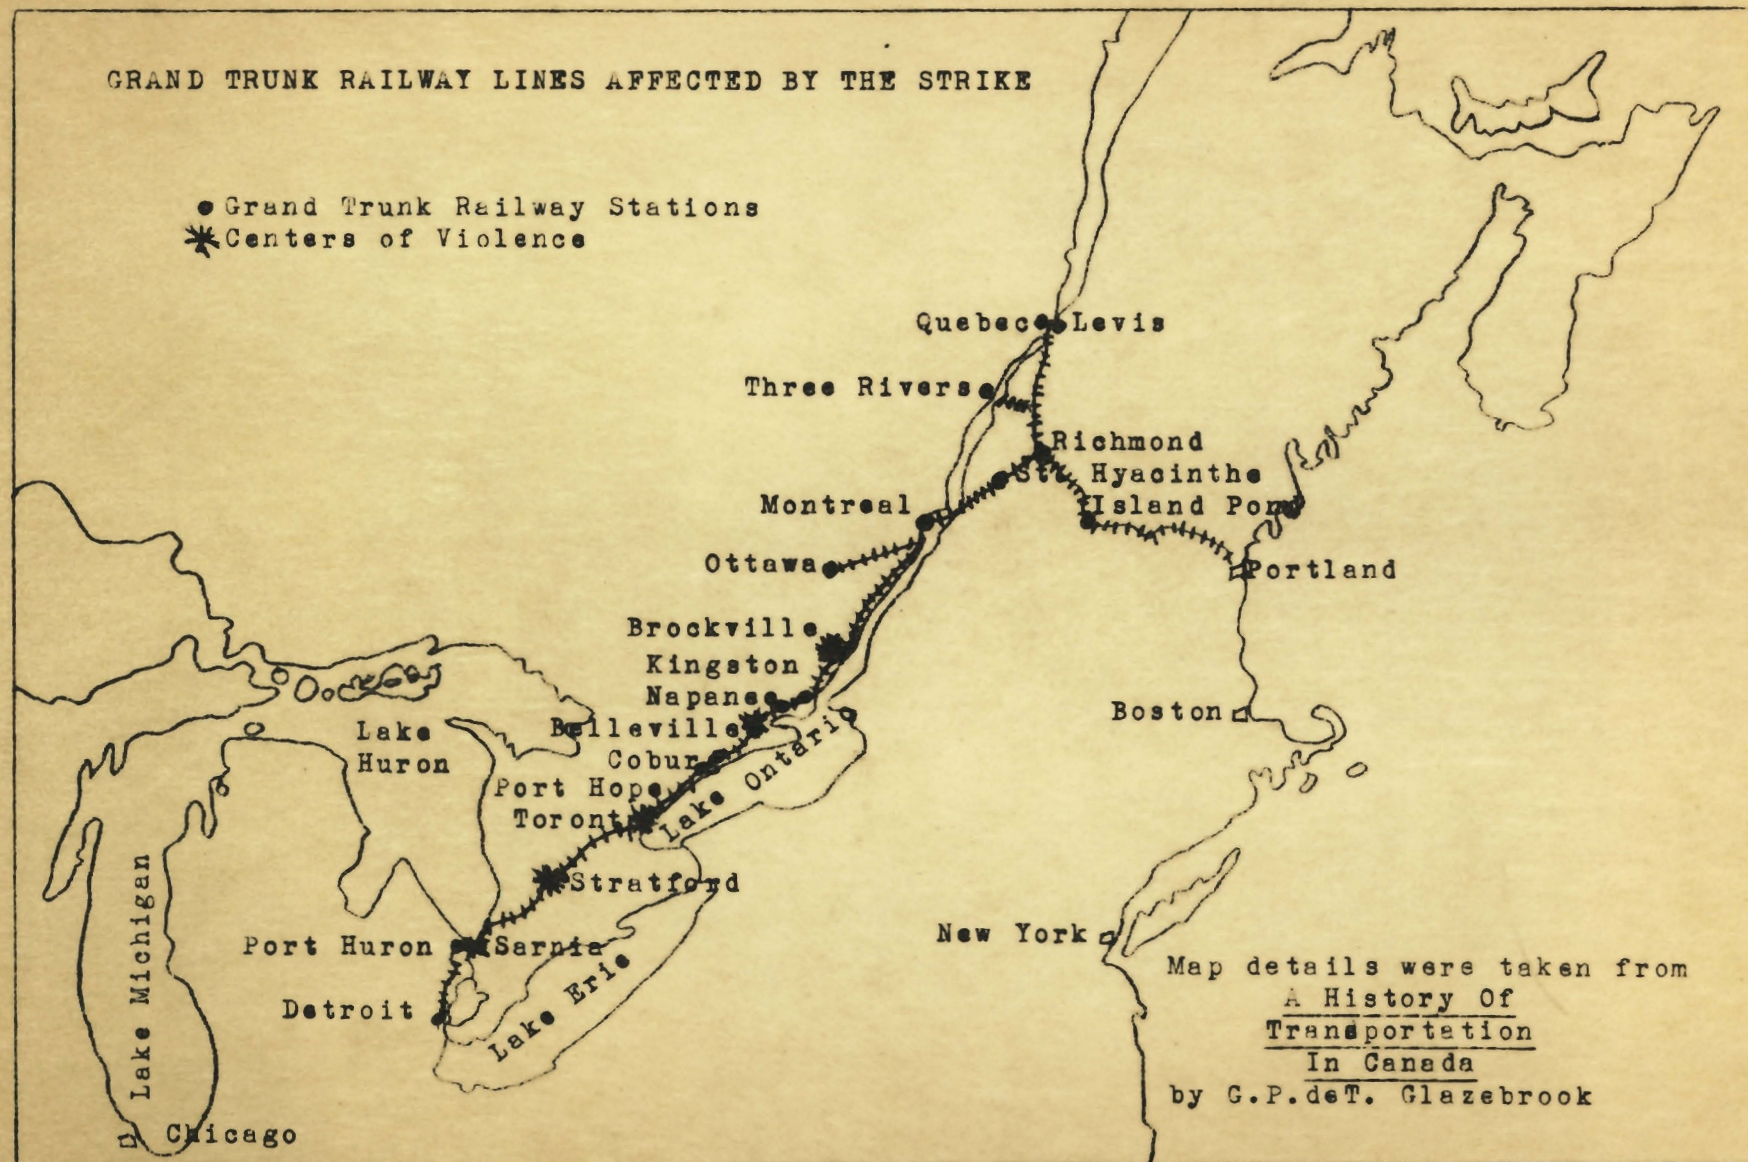 GRAND TRUNK RAILWAY LINES AFFECTED BY THE STRIKE
Grand Trunk Railway Stations
Centers of Violence
Quebec
Levis
Three Rivers
Richmond
St. Hyacinthe
Montreal
Island Pond
Ottawa
Portland
Brockville
Kingston
Napanee
Belleville
Boston
Lake
Huron
Cobur
Port Hope
Toronto
Lake Ontario
Stratford
Lake Michigan
New York
Port Huron
Sarnia
Lake Erie
Detroit
Map details were taken from
A History Of
Transportation
In Canada
by G.P.deT. Glazebrook
Chicago